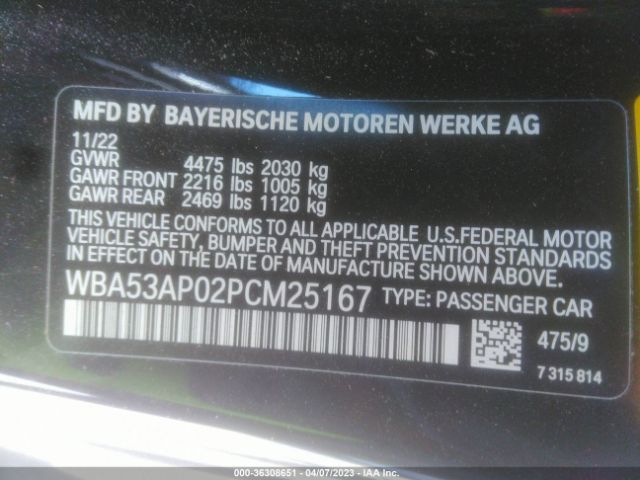 MFD BY BAYERISCHE MOTOREN WERKE AG
11/22
GVWR 4475 lbs 2030 kg
GAWR FRONT 2216 lbs 1005 kg
GAWR REAR 2469 lbs 1120 kg
THIS VEHICLE CONFORMS TO ALL APPLICABLE U.S.FEDERAL MOTOR
VEHICLE SAFETY, BUMPER AND THEFT PREVENTION STANDARDS
IN EFFECT ON THE DATE OF MANUFACTURE SHOWN ABOVE.
WBA53AP02PCM25167 TYPE: PASSENGER CAR
475/9
7 315 814
000-36308651 - 04/07/2023 - IAA Inc.